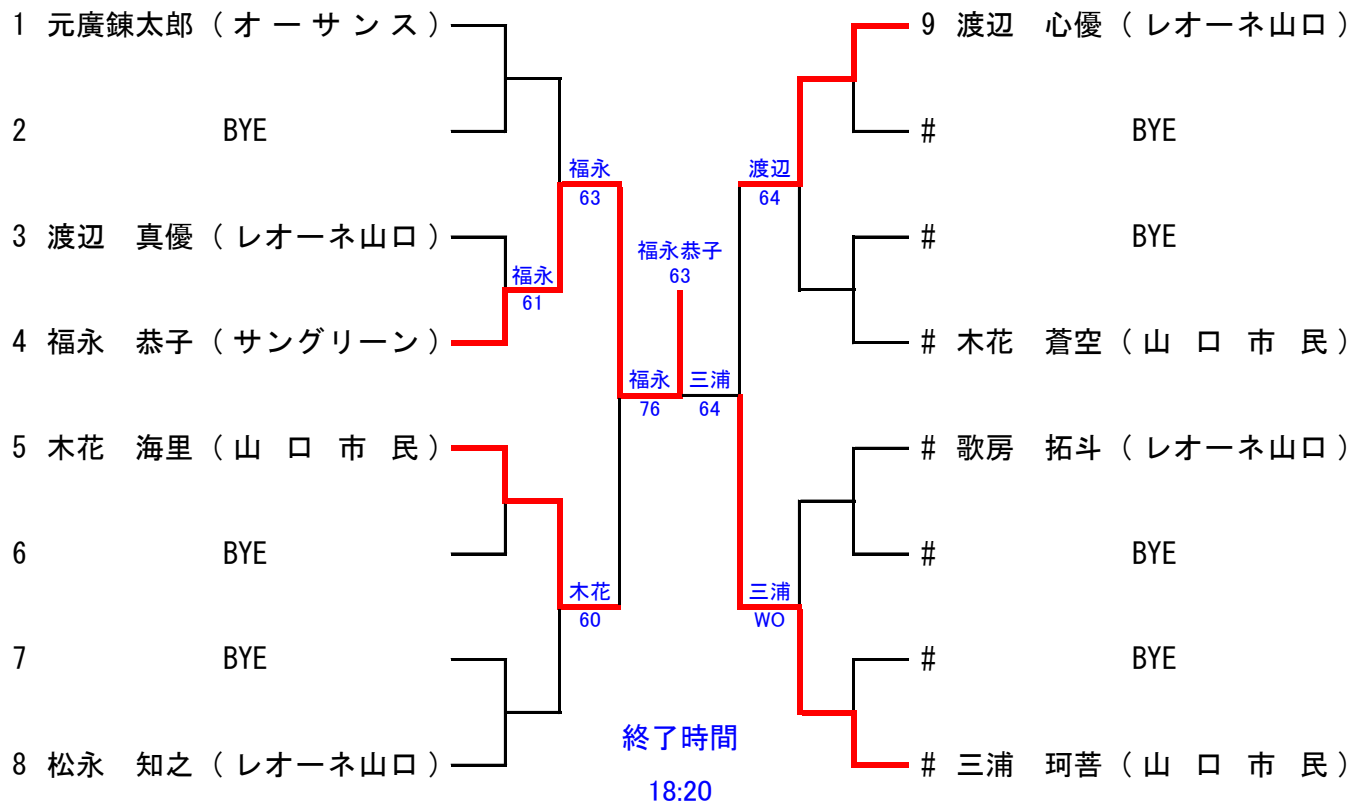 1 元廣錬太郎 ( オーサンス )
2 BYE
3 渡辺　真優 ( レオーネ山口 )
4 福永　恭子 ( サングリーン )
5 木花　海里 ( 山　口　市　民 )
6 BYE
7 BYE
8 松永　知之 ( レオーネ山口 )
福永
61
福永
63
木花
60
福永
76
福永恭子
63
三浦
64
渡辺
64
三浦
WO
終了時間
18:20
9 渡辺　心優 ( レオーネ山口 )
# BYE
# BYE
# 木花　蒼空 ( 山　口　市　民 )
# 歌房　拓斗 ( レオーネ山口 )
# BYE
# BYE
# 三浦　珂菩 ( 山　口　市　民 )